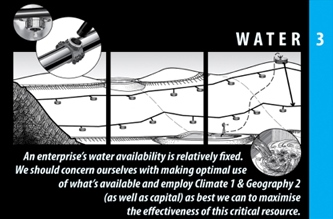 WATER 3
An enterprise's water availability is relatively fixed.
We should concern ourselves with making optimal use
of what's available and employ Climate 1 & Geography 2
(as well as capital) as best we can to maximise
the effectiveness of this critical resource.